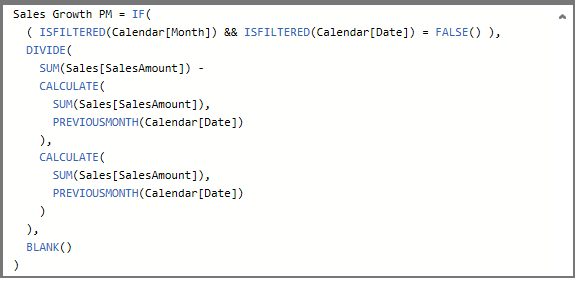 Sales Growth PM = IF(
( ISFILTERED(Calendar[Month]) && ISFILTERED(Calendar[Date]) = FALSE() ),
DIVIDE(
SUM(Sales[SalesAmount]) -
CALCULATE(
SUM(Sales[SalesAmount]),
PREVIOUSMONTH(Calendar[Date])
),
CALCULATE(
SUM(Sales[SalesAmount]),
PREVIOUSMONTH(Calendar[Date])
)
),
BLANK()
)